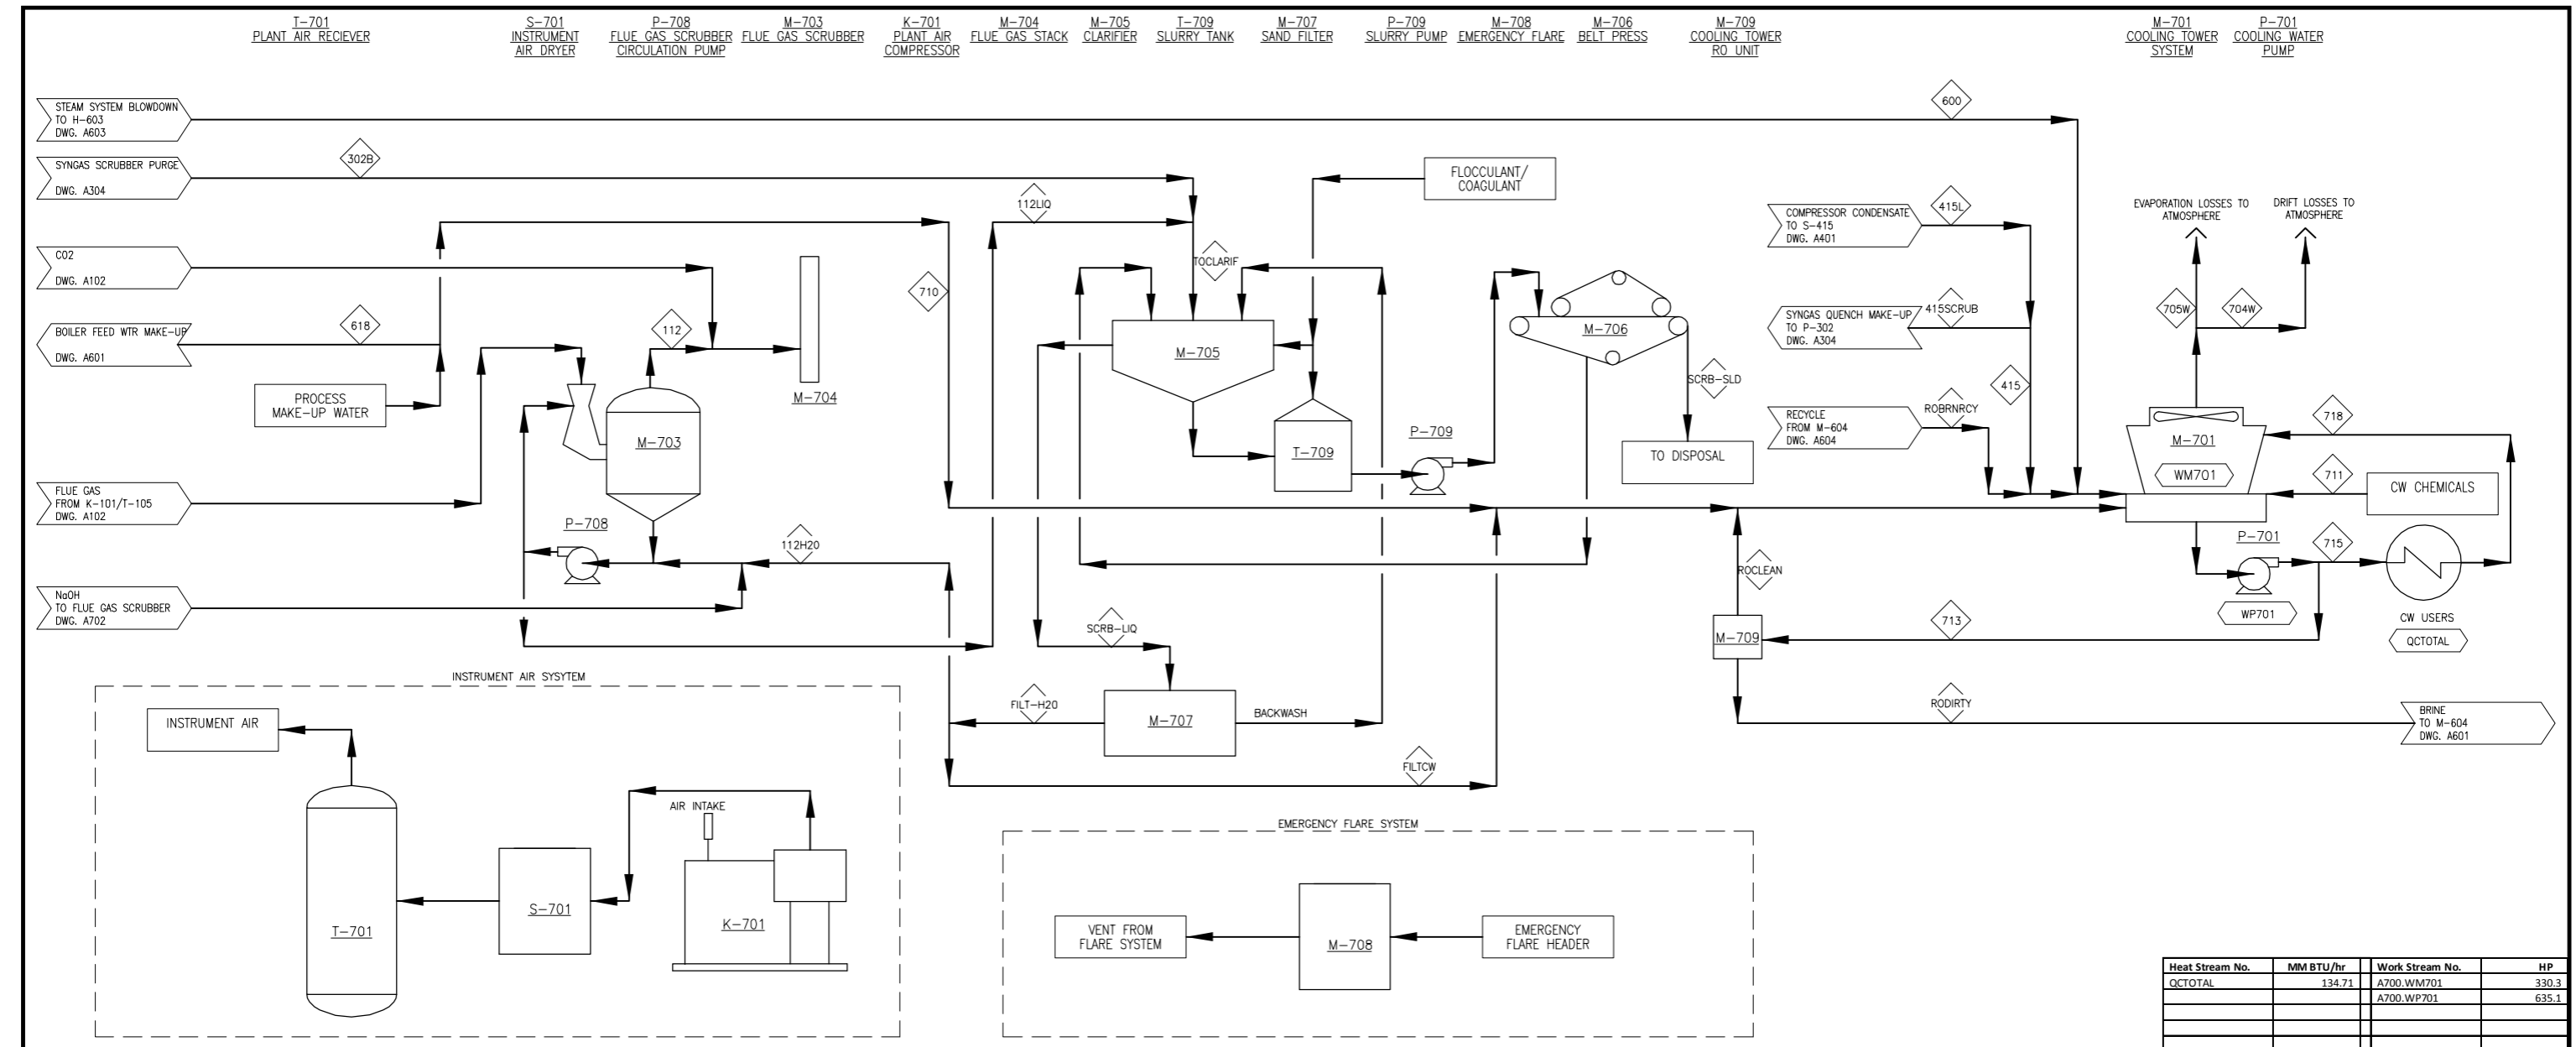 T-701
PLANT AIR RECIEVER
S-701
INSTRUMENT
AIR DRYER
P-708
FLUE GAS SCRUBBER
CIRCULATION PUMP
M-703
FLUE GAS SCRUBBER
K-701
PLANT AIR
COMPRESSOR
M-704
FLUE GAS STACK
M-705
CLARIFIER
T-709
SLURRY TANK
M-707
SAND FILTER
P-709
SLURRY PUMP
M-708
EMERGENCY FLARE
M-706
BELT PRESS
M-709
COOLING TOWER
RO UNIT
M-701
COOLING TOWER
SYSTEM
P-701
COOLING WATER
PUMP
STEAM SYSTEM BLOWDOWN
TO H-603
DWG. A603
600
SYNGAS SCRUBBER PURGE
DWG. A304
302B
FLOCCULANT/
COAGULANT
112LIQ
COMPRESSOR CONDENSATE
TO S-415
DWG. A401
415L
EVAPORATION LOSSES TO
ATMOSPHERE
DRIFT LOSSES TO
ATMOSPHERE
CO2
DWG. A102
TOCLARIF
710
705W
704W
BOILER FEED WTR MAKE-UP
DWG. A601
618
112
SYNGAS QUENCH MAKE-UP
TO P-302
DWG. A304
415SCRUB
M-706
M-705
SCRB-SLD
415
PROCESS
MAKE-UP WATER
M-704
RECYCLE
FROM M-604
DWG. A604
ROBRNRCY
718
M-703
P-709
M-701
T-709
TO DISPOSAL
WM701
711
CW CHEMICALS
FLUE GAS
FROM K-101/T-105
DWG. A102
P-708
112H20
P-701
715
ROCLEAN
NaOH
TO FLUE GAS SCRUBBER
DWG. A702
WP701
CW USERS
QCTOTAL
SCRB-LIQ
M-709
713
INSTRUMENT AIR SYSYTEM
INSTRUMENT AIR
FILT-H20
M-707
BACKWASH
RODIRTY
BRINE
TO M-604
DWG. A601
FILTCW
AIR INTAKE
EMERGENCY FLARE SYSTEM
T-701
S-701
K-701
VENT FROM
FLARE SYSTEM
M-708
EMERGENCY
FLARE HEADER
Heat Stream No. MM BTU/hr Work Stream No. HP
QCTOTAL 134.71 A700.WM701 330.3
A700.WP701 635.1